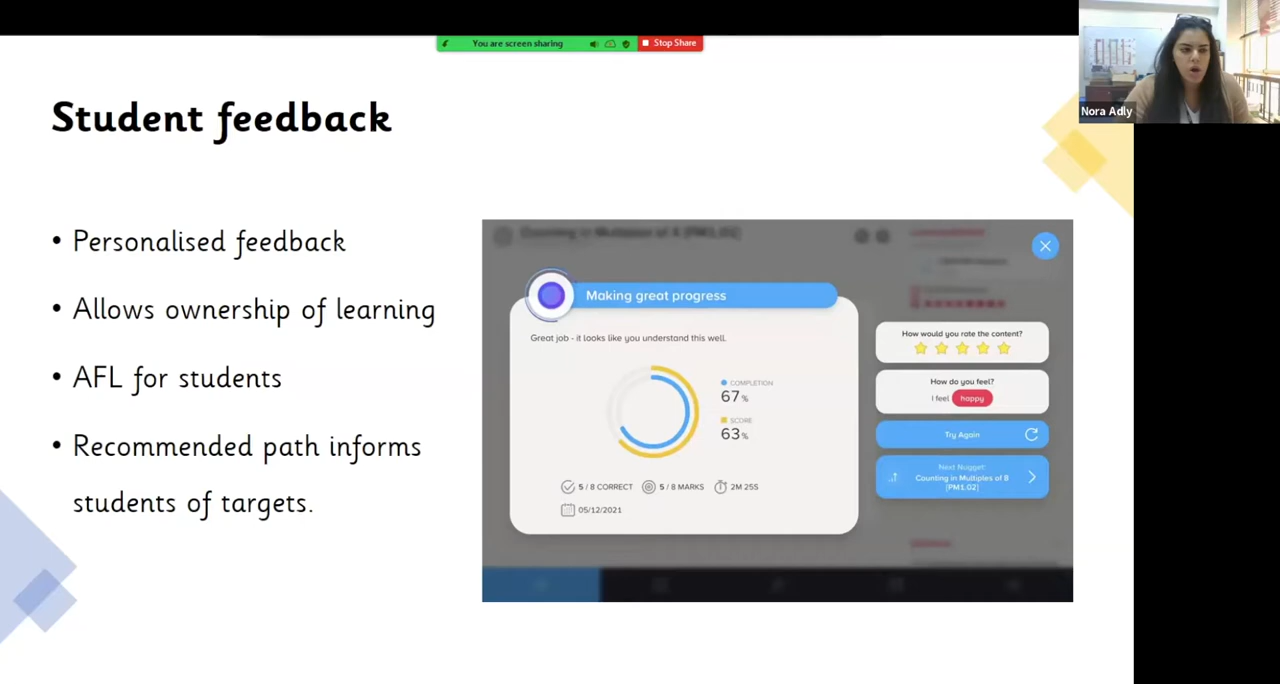 You are screen sharing
Stop Share
Nora Adly
Student feedback
• Personalised feedback
• Allows ownership of learning
• AFL for students
• Recommended path informs
students of targets.
Making great progress
Great job - it looks like you understand this well.
COMPLETION
67%
SCORE
63%
5 / 8 CORRECT
5 / 8 MARKS
2M 25S
05/12/2021
How would you rate the content?
How do you feel?
I feel happy
Try Again
Next Nugget:
Counting in Multiples of 8
[PM1.02]